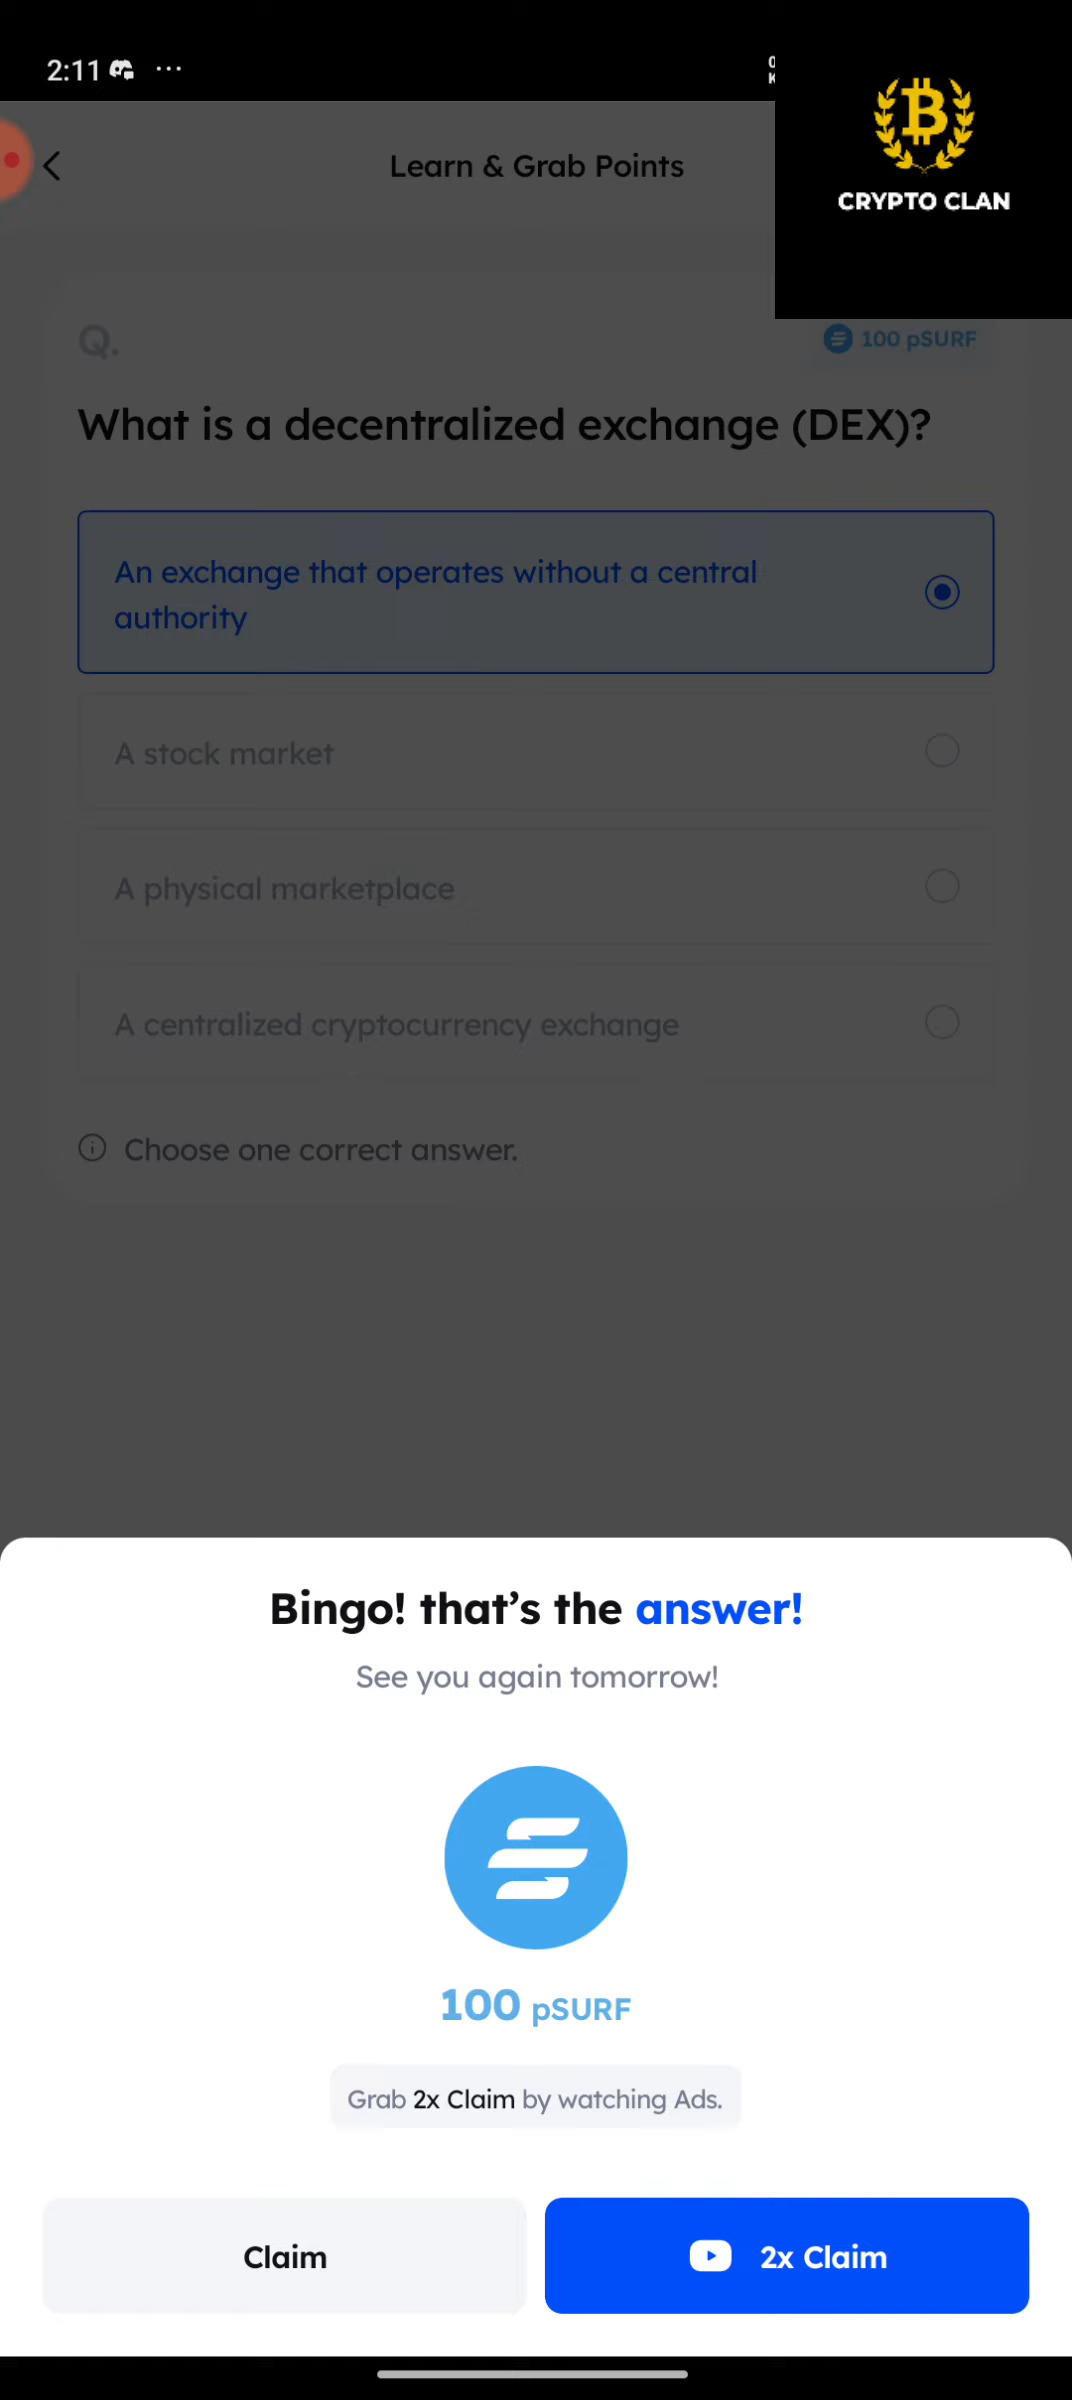 2:11 ...
CRYPTO CLAN
Learn & Grab Points
Q.
100 pSURF
What is a decentralized exchange (DEX)?
An exchange that operates without a central
authority
A stock market
A physical marketplace
A centralized cryptocurrency exchange
Choose one correct answer.
Bingo! that's the answer!
See you again tomorrow!
100 pSURF
Grab 2x Claim by watching Ads.
Claim
2x Claim